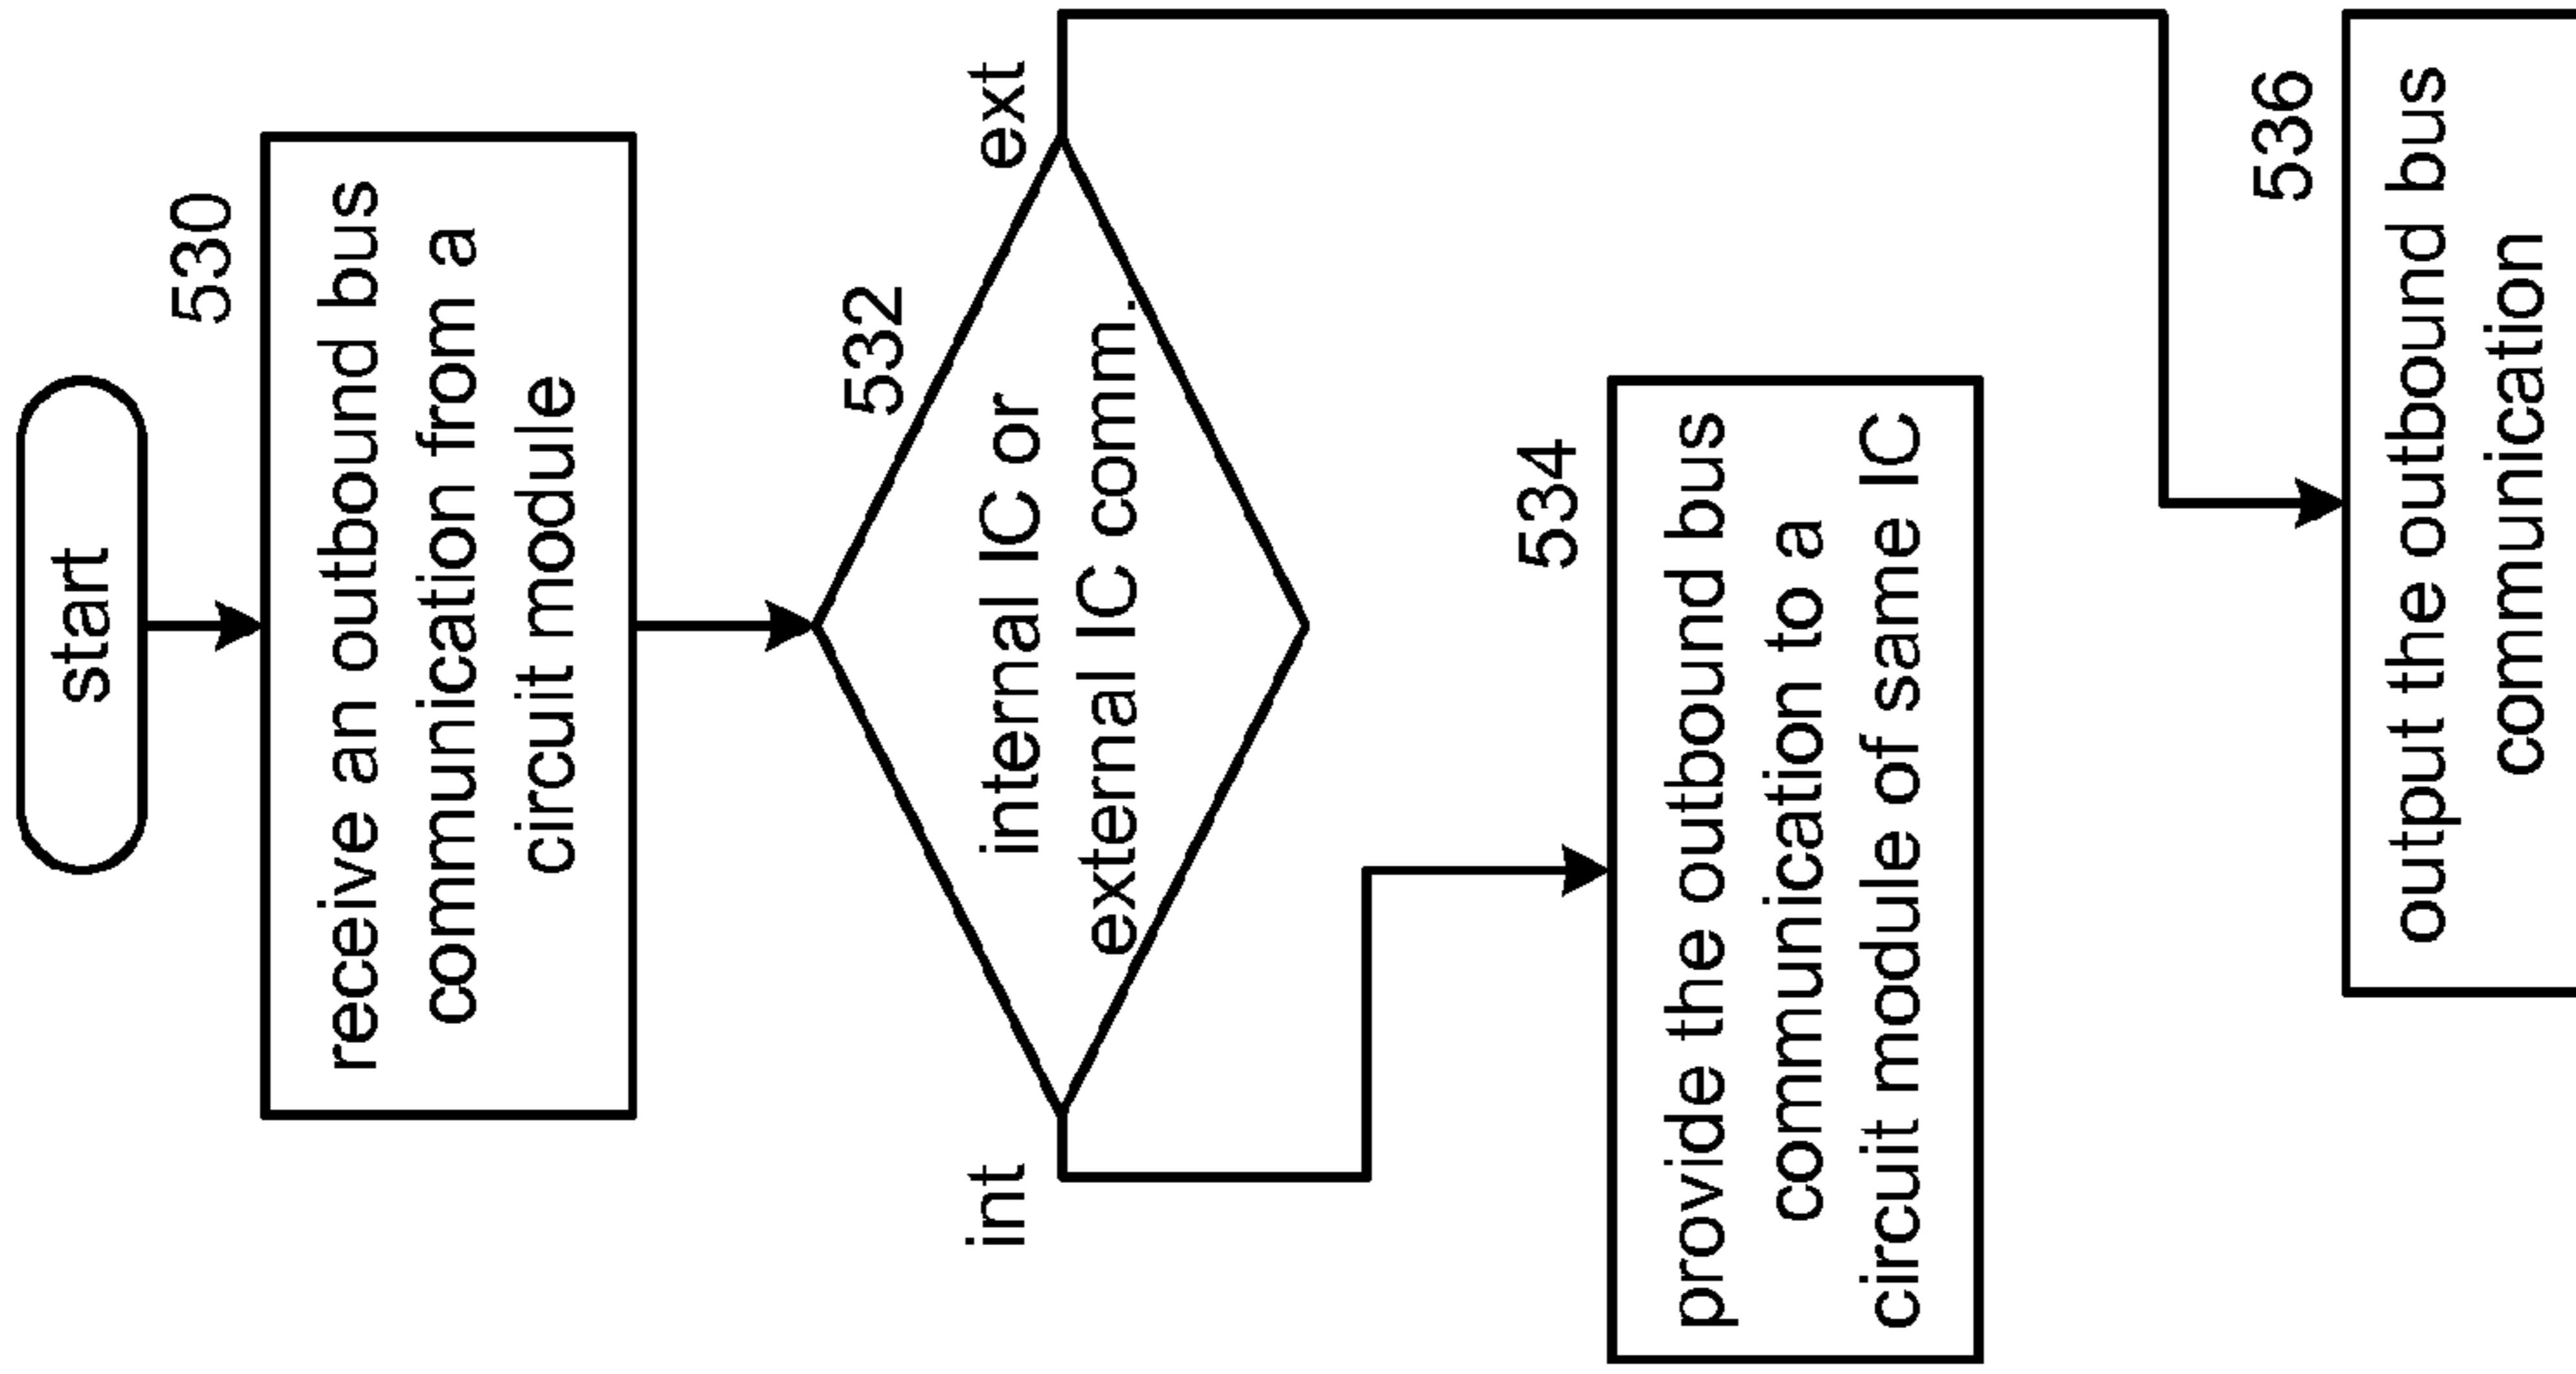 start
530
receive an outbound bus
communication from a
circuit module
532
internal IC or
external IC comm.
int
ext
534
provide the outbound bus
communication to a
circuit module of same IC
536
output the outbound bus
communication